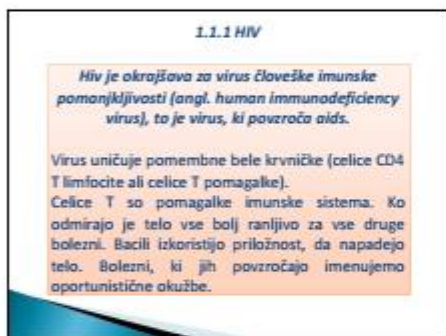 1.1.1 HIV
Hiv je okrajšava za virus človeške imunske
pomanjkljivosti (angl. human immunodeficiency
virus), to je virus, ki povzroča aids.
Virus uničuje pomembne bele krvničke (celice CD4
T limfocite ali celice T pomagalke).
Celice T so pomagalke imunske sistema. Ko
odmirajo je telo vse bolj ranljivo za vse druge
bolezni. Bacili izkoristijo priložnost, da napadejo
telo. Bolezni, ki jih povzročajo imenujemo
oportunistične okužbe.